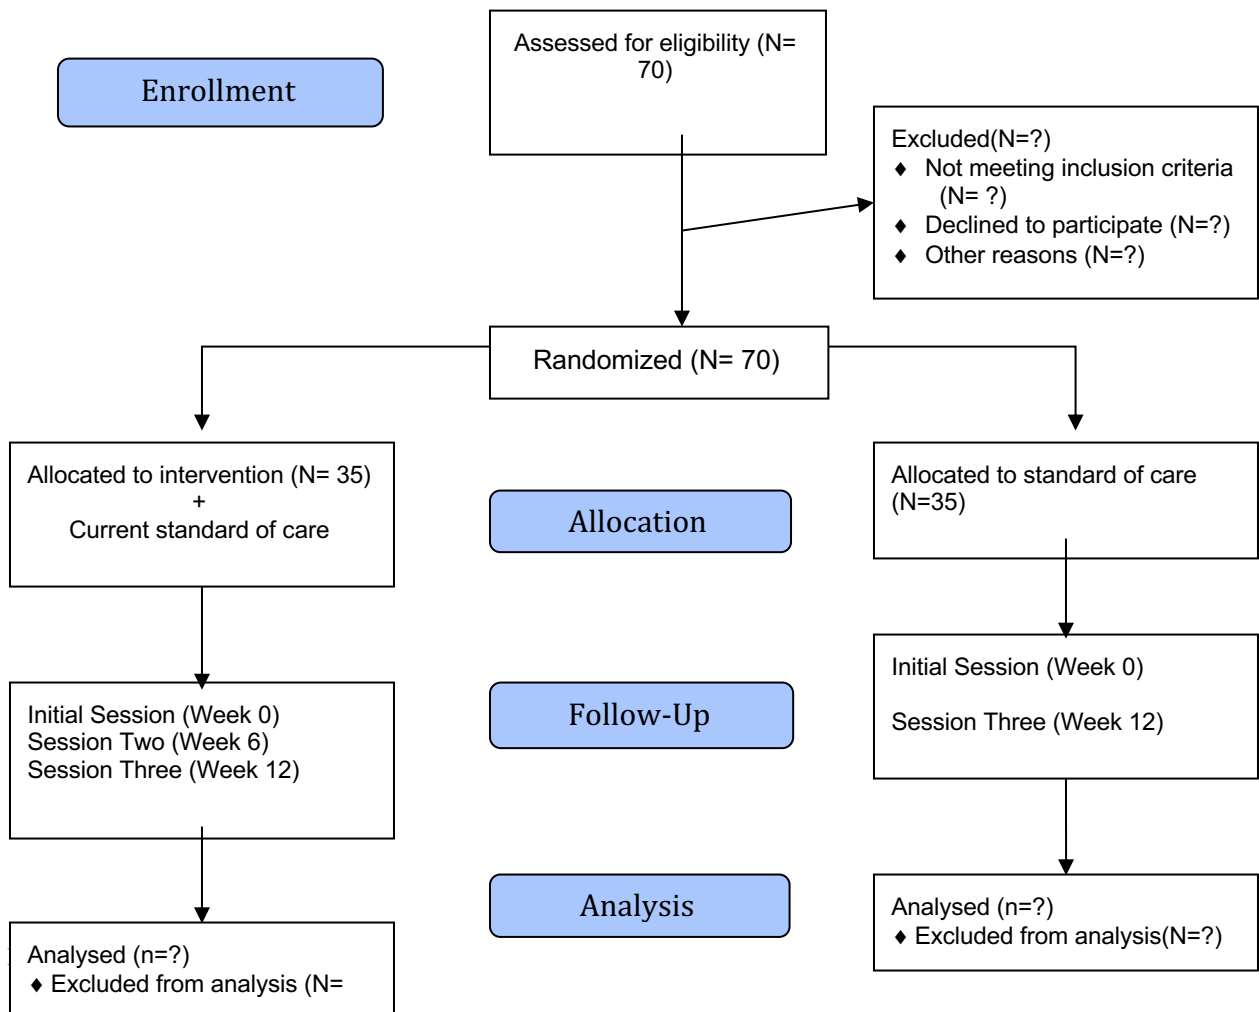 Assessed for eligibility (N=
70)
Enrollment
Excluded(N=?)
♦ Not meeting inclusion criteria
(N= ?)
♦ Declined to participate (N=?)
♦ Other reasons (N=?)
Randomized (N= 70)
Allocated to intervention (N= 35)
+
Current standard of care
Allocation
Allocated to standard of care
(N=35)
Initial Session (Week 0)
Session Two (Week 6)
Session Three (Week 12)
Follow-Up
Initial Session (Week 0)
Session Three (Week 12)
Analysis
Analysed (n=?)
♦ Excluded from analysis (N=
Analysed (n=?)
♦ Excluded from analysis(N=?)